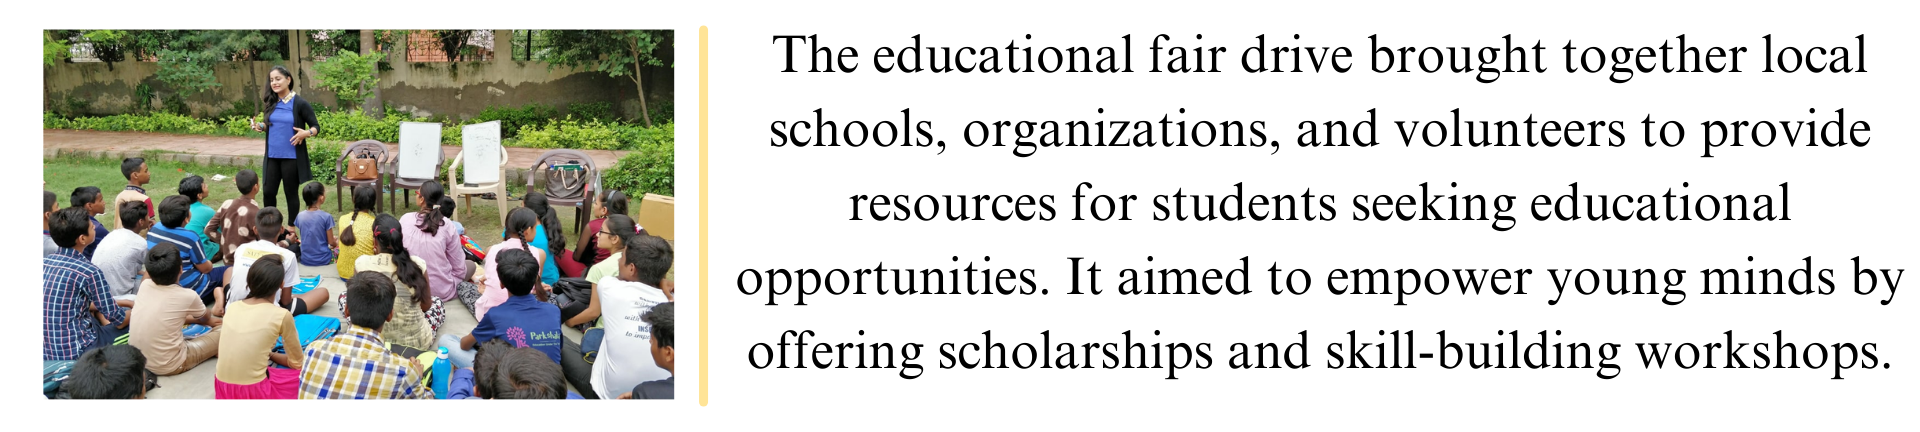 The educational fair drive brought together local
schools, organizations, and volunteers to provide
resources for students seeking educational
opportunities. It aimed to empower young minds by
offering scholarships and skill-building workshops.